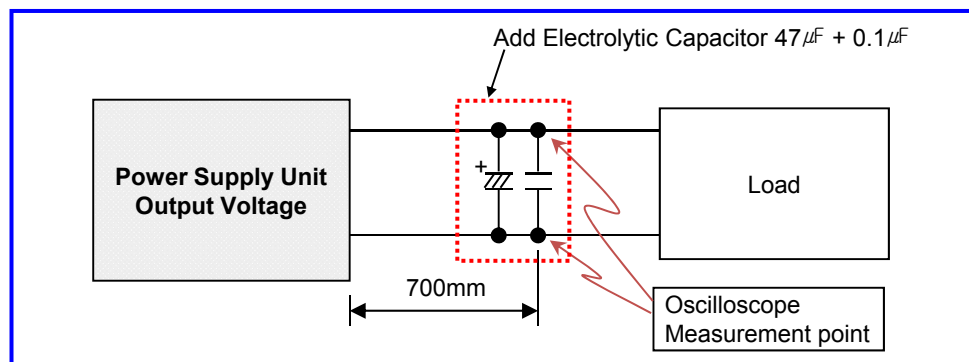 Add Electrolytic Capacitor 47㎌ + 0.1㎌
Power Supply Unit
Output Voltage
+
Load
700mm
Oscilloscope
Measurement point